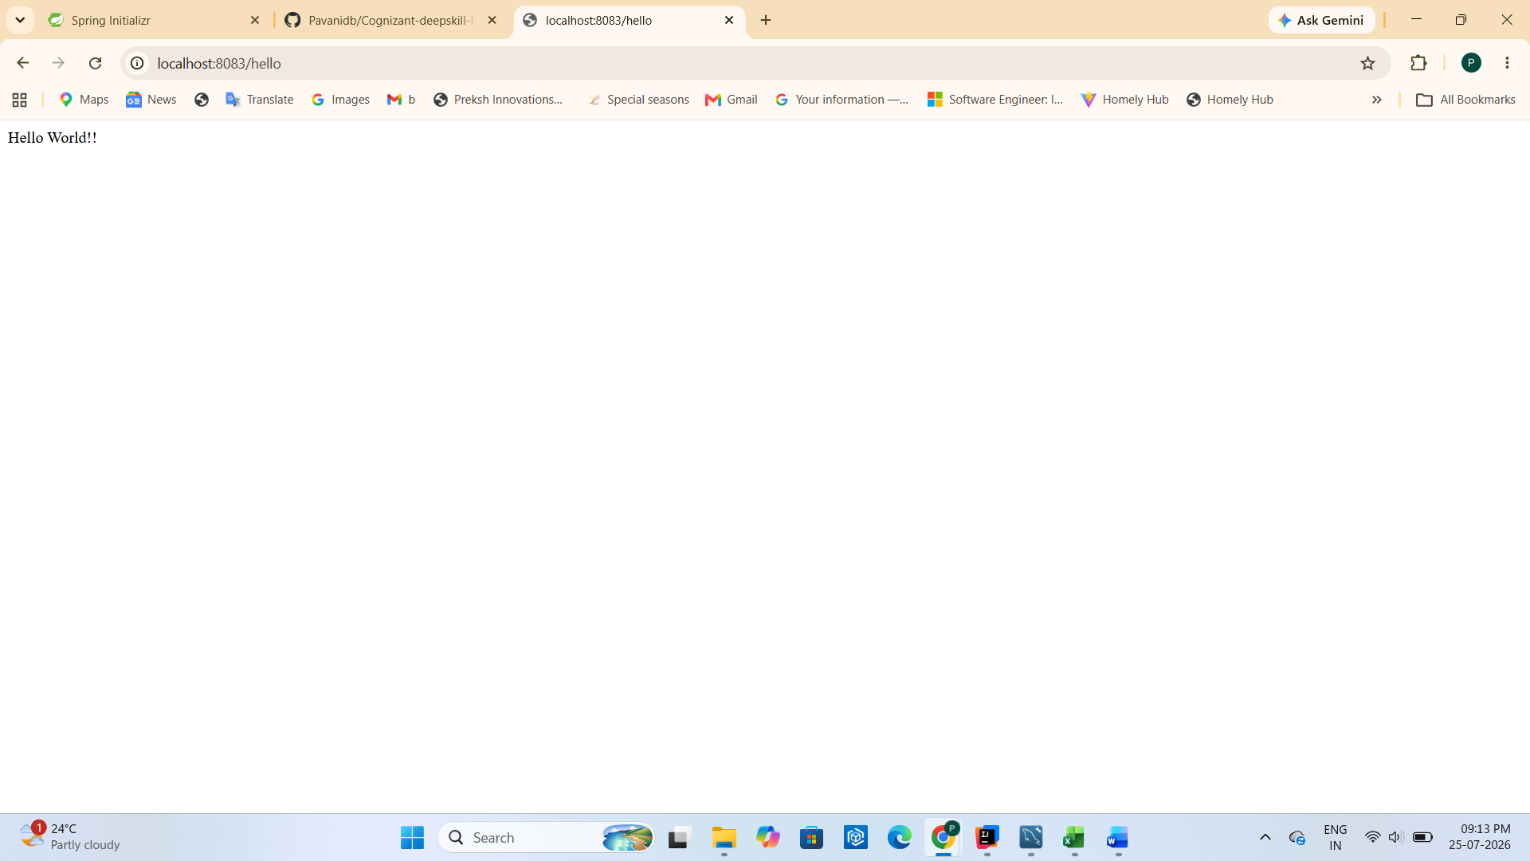 Spring Initializr
Pavanidb/Cognizant-deepskill-
localhost:8083/hello
Ask Gemini
localhost:8083/hello
P
Maps
News
Translate
Images
b
Preksh Innovations...
Special seasons
Gmail
Your information —...
Software Engineer: I...
Homely Hub
Homely Hub
»
All Bookmarks
Hello World!!
1
24°C
Partly cloudy
Search
P
ENG
IN
09:13 PM
25-07-2026